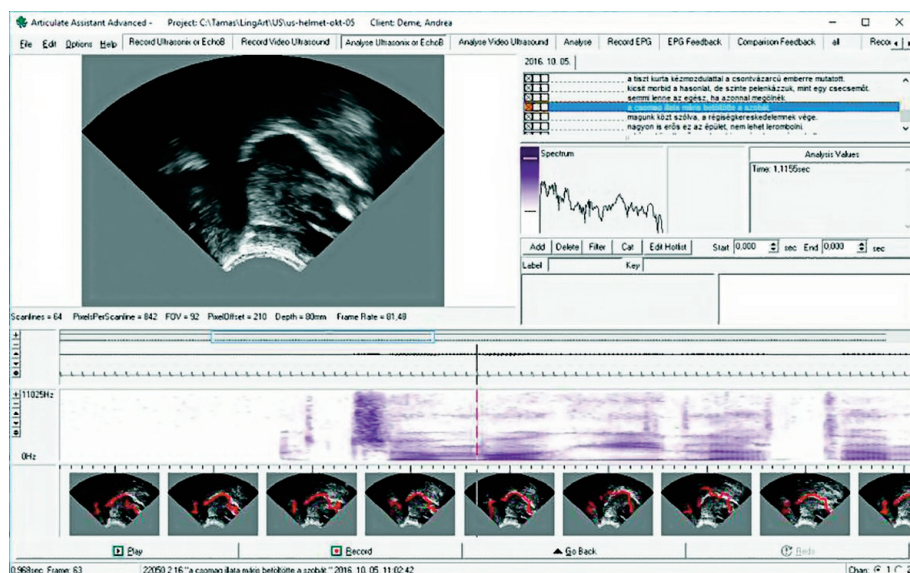 Articulate Assistant Advanced - Project: C:\Tamas\LingArt\US\us-helmet-okt-05 Client: Deme, Andrea
File Edit Options Help Record Ultrasonix or EchoB Record Video Ultrasound Analyse Ultrasonix or EchoB Analyse Video Ultrasound Analyse Record EPG EPG Feedback Comparison Feedback all
2016. 10. 05.
a tiszt kurta kézmozdulattal a csontvázarcú emberre mutatott.
kicsit morbid a hasonlat, de szinte pelenkázzuk, mint egy csecsemőt.
semmi lenne az egész, ha azonnal megölnék.
a csomag illata máris betöltötte a szobát.
magunk közt szólva, a régiségkereskedelemnek vége.
nagyon is erős ez az épület, nem lehet lerombolni.
Spectrum
Analysis Values
Time: 1,1155sec
Add Delete Filter Cat Edit Hotlist Start 0,000 sec End 0,000 sec
Label Key
Scanlines = 64 PixelsPerScanline = 842 FOV = 92 PixelOffset = 210 Depth = 80mm Frame Rate = 81,48
11025Hz
0Hz
Play Record Go Back Redo
0,968sec Frame: 63 22050 2.16 "a csomag illata máris betöltötte a szobát." 2016. 10. 05. 11:02:42 Chan: 1 2